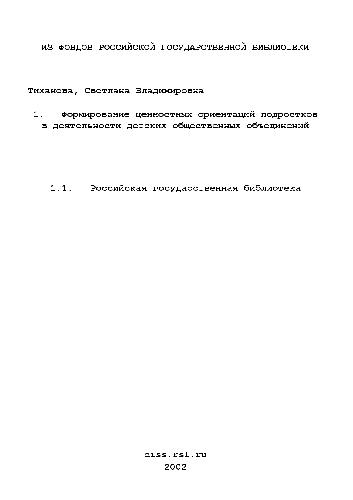 ИЗ ФОНДОВ РОССИЙСКОЙ ГОСУДАРСТВЕННОЙ БИБЛИОТЕКИ
Тиханова, Светлана Владимировна
1. Формирование ценностных ориентаций подростков
в деятельности детских общественных объединений
1.1. Российская государственная библиотека
diss.rsl.ru
2002